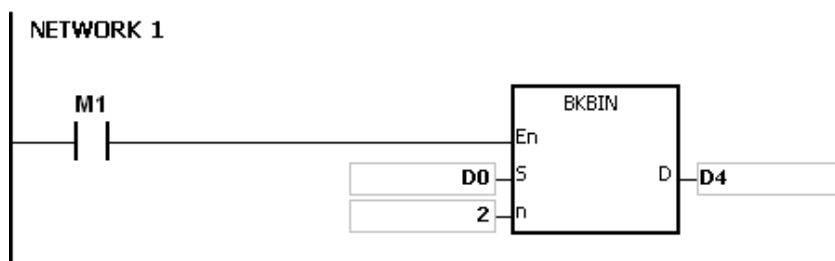 NETWORK 1
M1
BKBIN
En
D0 S D D4
2 n